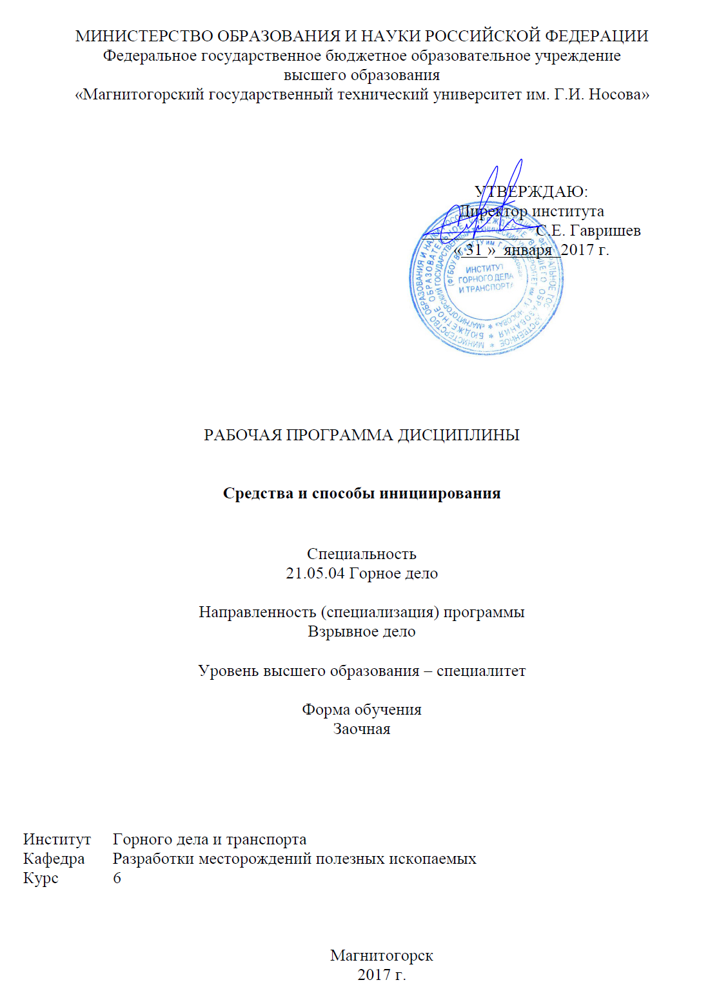 МИНИСТЕРСТВО ОБРАЗОВАНИЯ И НАУКИ РОССИЙСКОЙ ФЕДЕРАЦИИ
Федеральное государственное бюджетное образовательное учреждение
высшего образования
«Магнитогорский государственный технический университет им. Г.И. Носова»
УТВЕРЖДАЮ:
Директор института
С.Е. Гавришев
« 31 » января 2017 г.
ИНСТИТУТ
ГОРНОГО ДЕЛА
И ТРАНСПОРТА
РАБОЧАЯ ПРОГРАММА ДИСЦИПЛИНЫ
Средства и способы инициирования
Специальность
21.05.04 Горное дело
Направленность (специализация) программы
Взрывное дело
Уровень высшего образования – специалитет
Форма обучения
Заочная
Институт Горного дела и транспорта
Кафедра Разработки месторождений полезных ископаемых
Курс 6
Магнитогорск
2017 г.